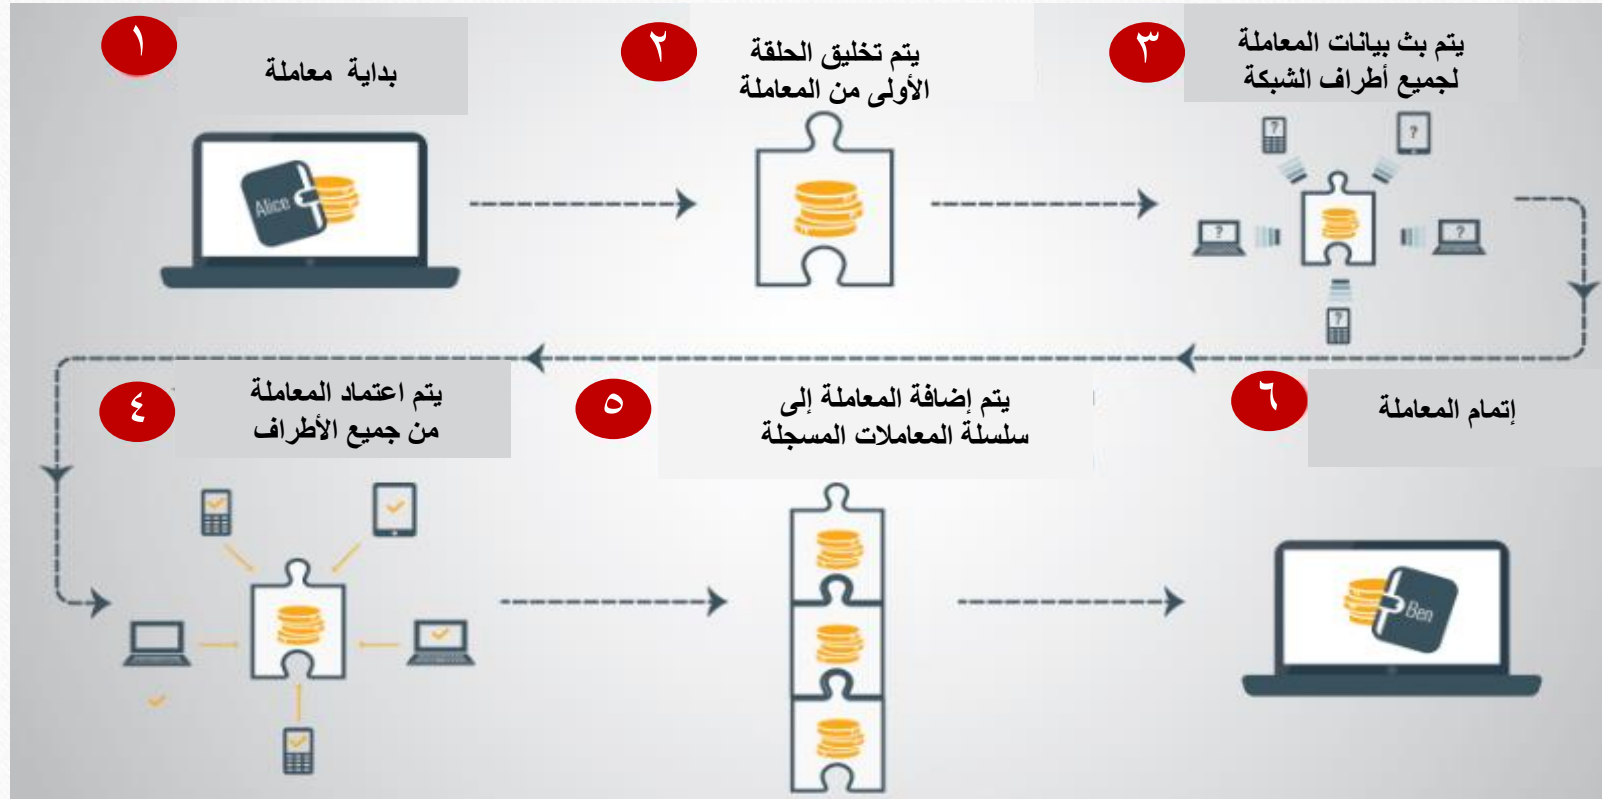 ١
بداية معاملة
Alice
٢
يتم تخليق الحلقة
الأولى من المعاملة
٣
يتم بث بيانات المعاملة
لجميع أطراف الشبكة
?
?
?
?
?
٤
يتم اعتماد المعاملة
من جميع الأطراف
٥
يتم إضافة المعاملة إلى
سلسلة المعاملات المسجلة
٦
إتمام المعاملة
Ben